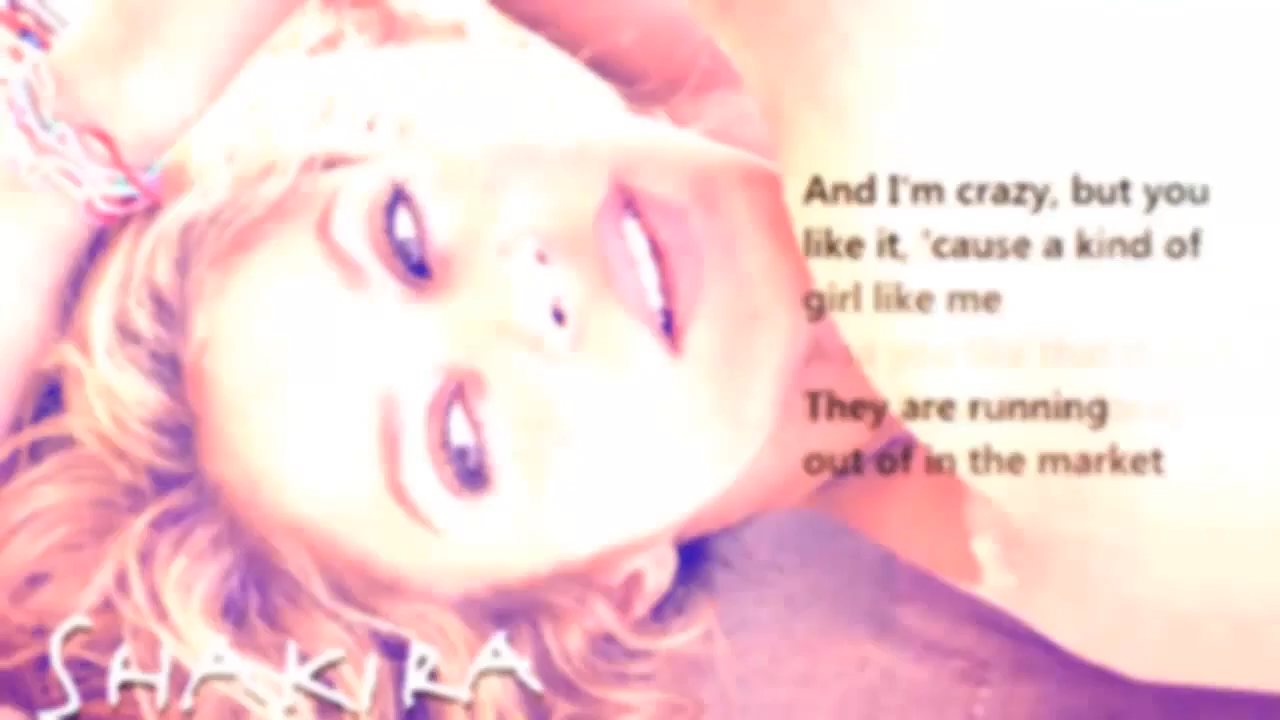 And I'm crazy, but you
like it, 'cause a kind of
girl like me
They are running
out of in the market
SHAKIRA